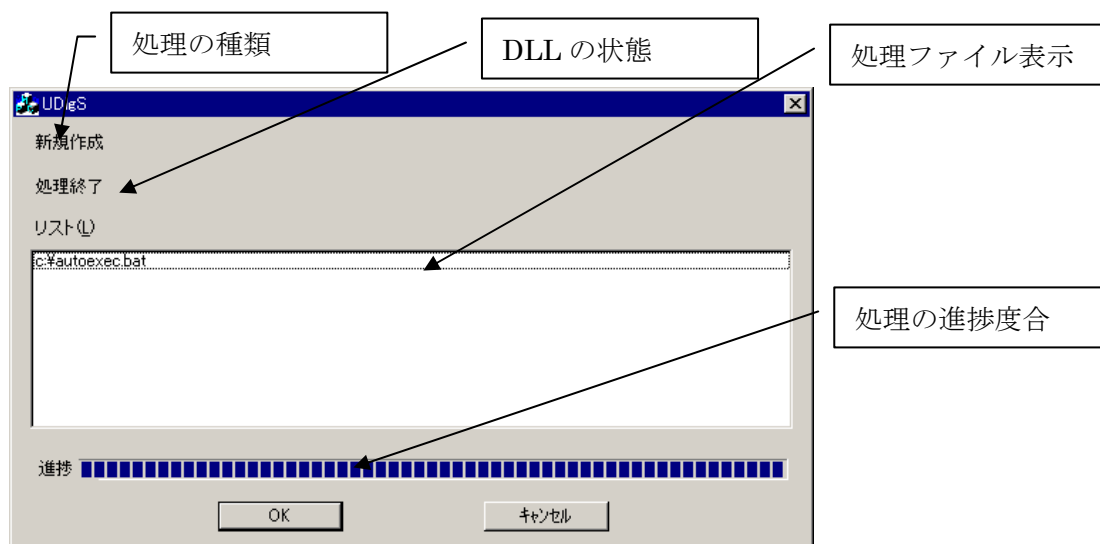 処理の種類
DLL の状態
処理ファイル表示
UDigS
新規作成
処理終了
リスト(L)
c:¥autoexec.bat
処理の進捗度合
進捗
OK
キャンセル